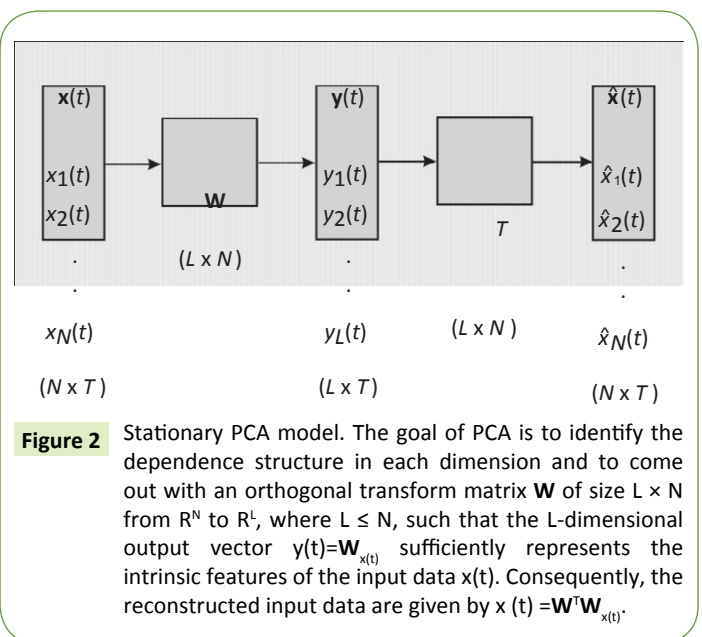 x(t) y(t) x̂(t)
x1(t) y1(t) x̂1(t)
x2(t) W y2(t) T x̂2(t)
(L x N)
. . .
. . .
xN(t) yL(t) (L x N) x̂N(t)
(N x T) (L x T) (N x T)
Figure 2 Stationary PCA model. The goal of PCA is to identify the
dependence structure in each dimension and to come
out with an orthogonal transform matrix W of size L × N
from Rᴺ to Rᴸ, where L ≤ N, such that the L-dimensional
output vector y(t)=Wx(t) sufficiently represents the
intrinsic features of the input data x(t). Consequently, the
reconstructed input data are given by x (t) =WᵀWx(t).